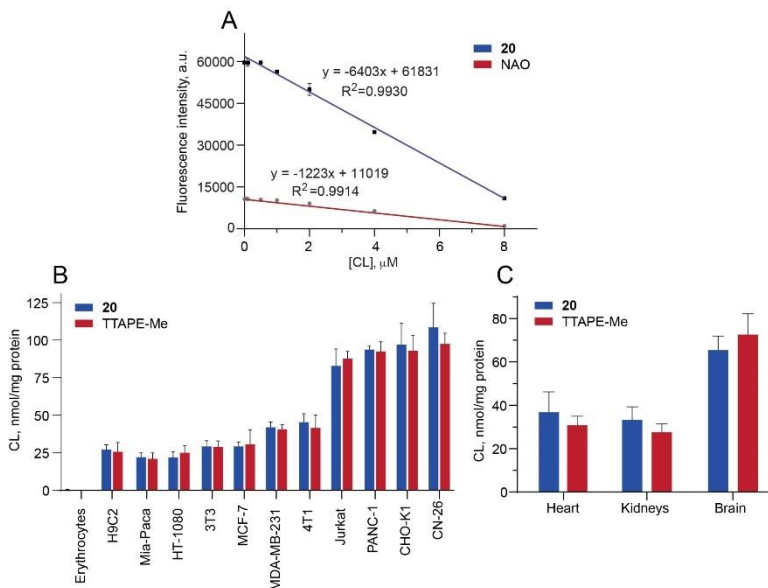 A
Fluorescence intensity, a.u.
60000
45000
30000
15000
0
y = -6403x + 61831
R²=0.9930
y = -1223x + 11019
R²=0.9914
20
NAO
0
2
4
6
8
[CL], μM
B
20
TTAPE-Me
CL, nmol/mg protein
125
100
75
50
25
0
Erythrocytes
H9C2
Mia-Paca
HT-1080
3T3
MCF-7
MDA-MB-231
4T1
Jurkat
PANC-1
CHO-K1
CN-26
C
20
TTAPE-Me
CL, nmol/mg protein
80
60
40
20
0
Heart
Kidneys
Brain